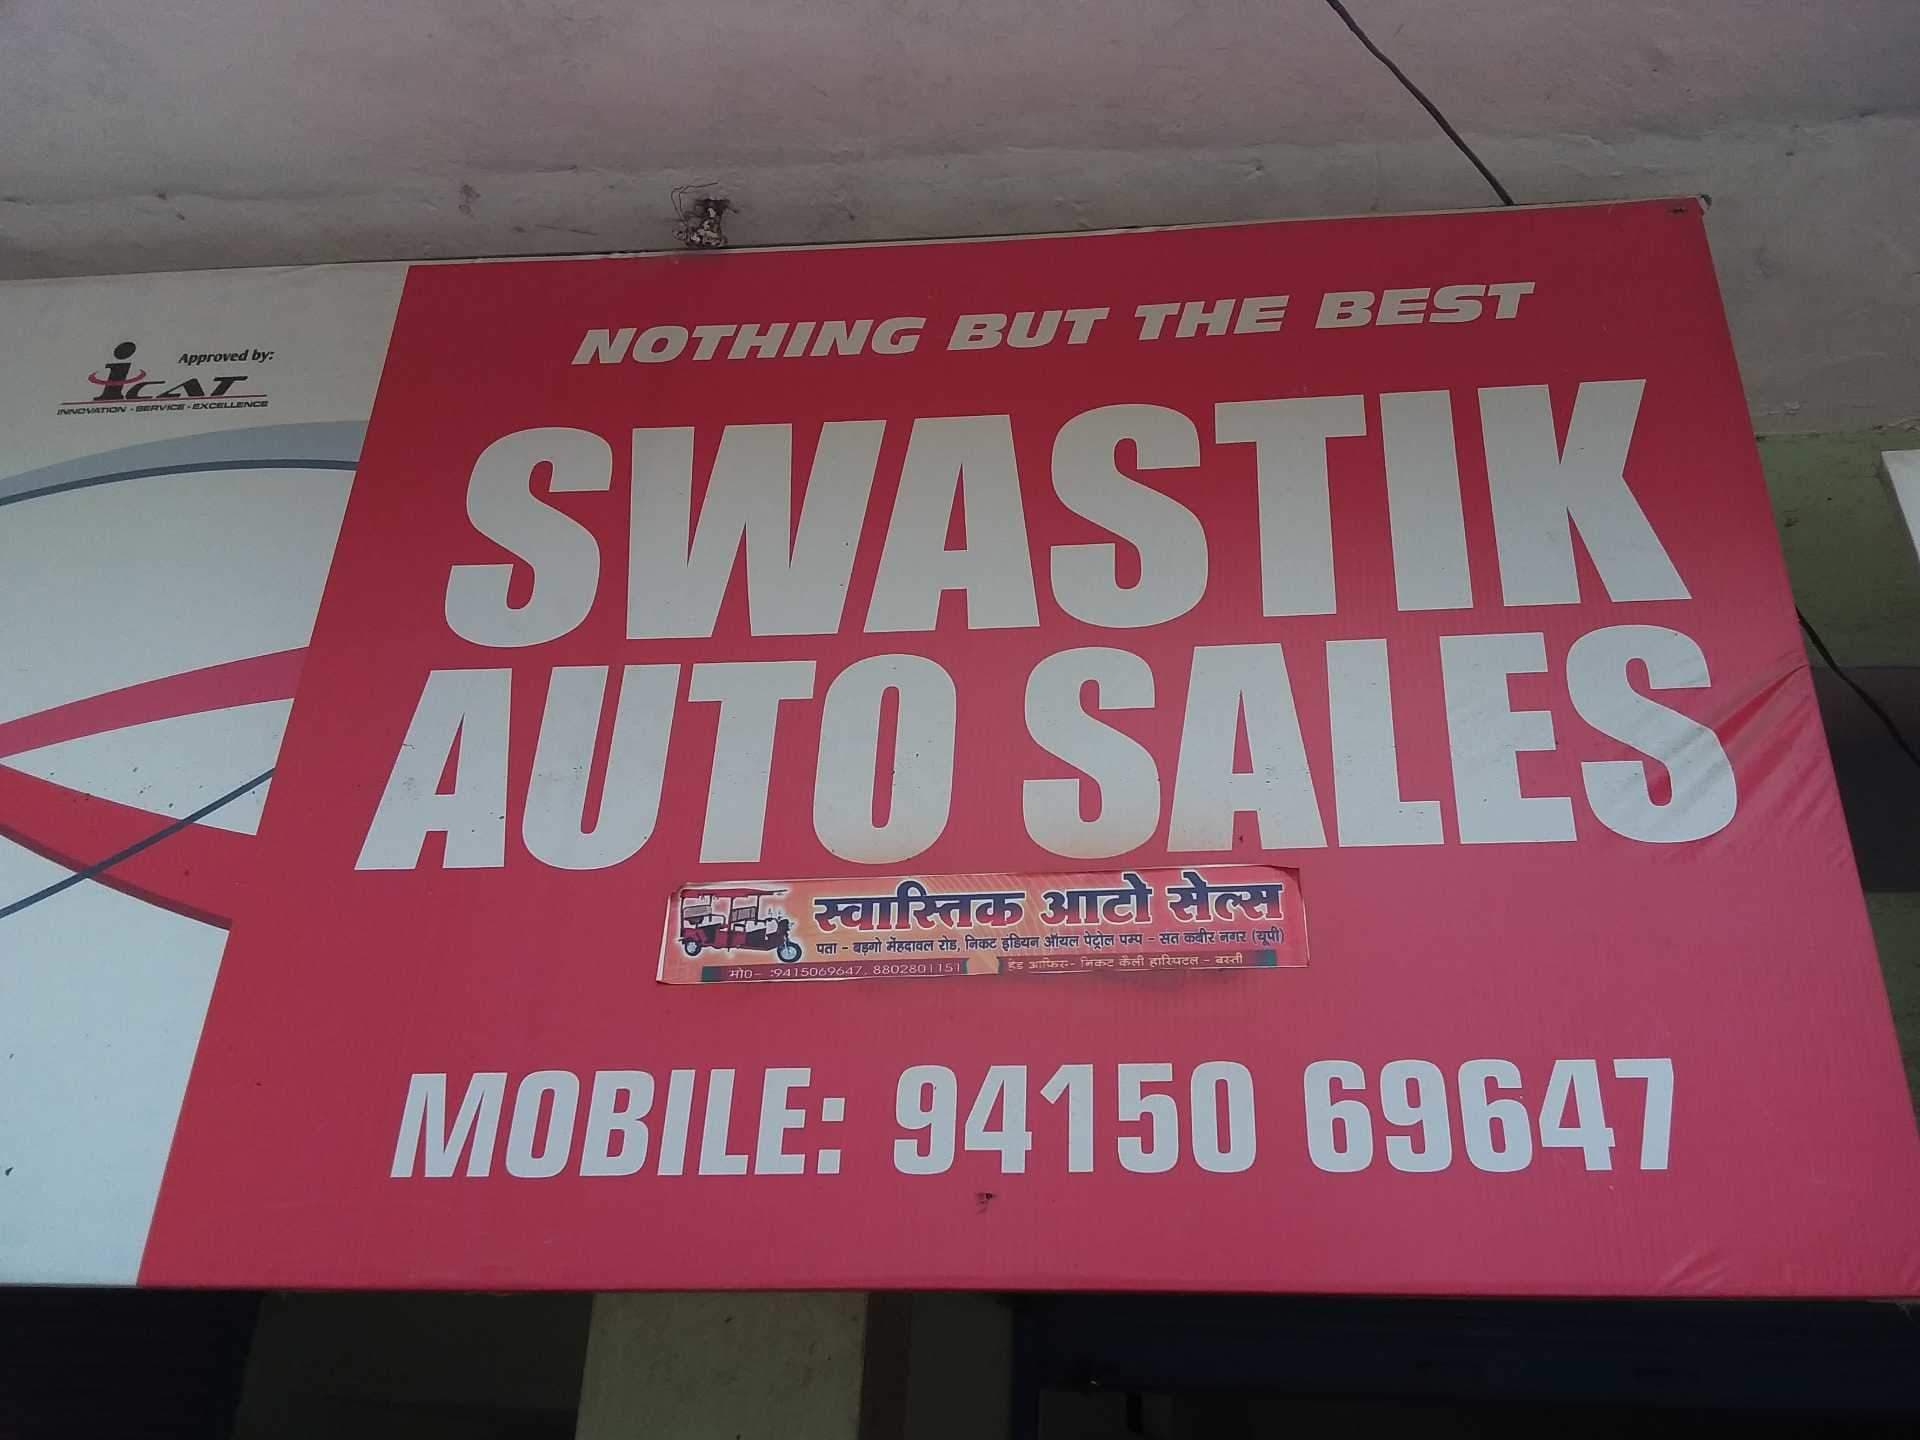 Approved by:
iCAT
INNOVATION - SERVICE - EXCELLENCE
NOTHING BUT THE BEST
SWASTIK
AUTO SALES
स्वास्तिक आटो सेल्स
पता - बड़गो मेंहदावल रोड, निकट इंडियन ऑयल पेट्रोल पम्प - संत कबीर नगर (यूपी)
मो0- :9415069647, 8802801151 हेड आफिस- निकट कैली हास्पिटल - बस्ती
MOBILE: 94150 69647